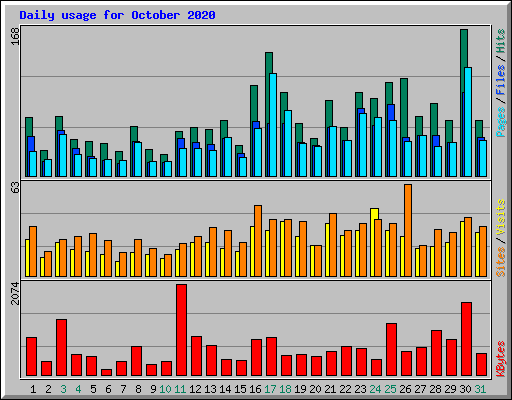 Daily usage for October 2020
168
63
2074
Pages / Files / Hits
Sites / Visits
KBytes
1 2 3 4 5 6 7 8 9 10 11 12 13 14 15 16 17 18 19 20 21 22 23 24 25 26 27 28 29 30 31